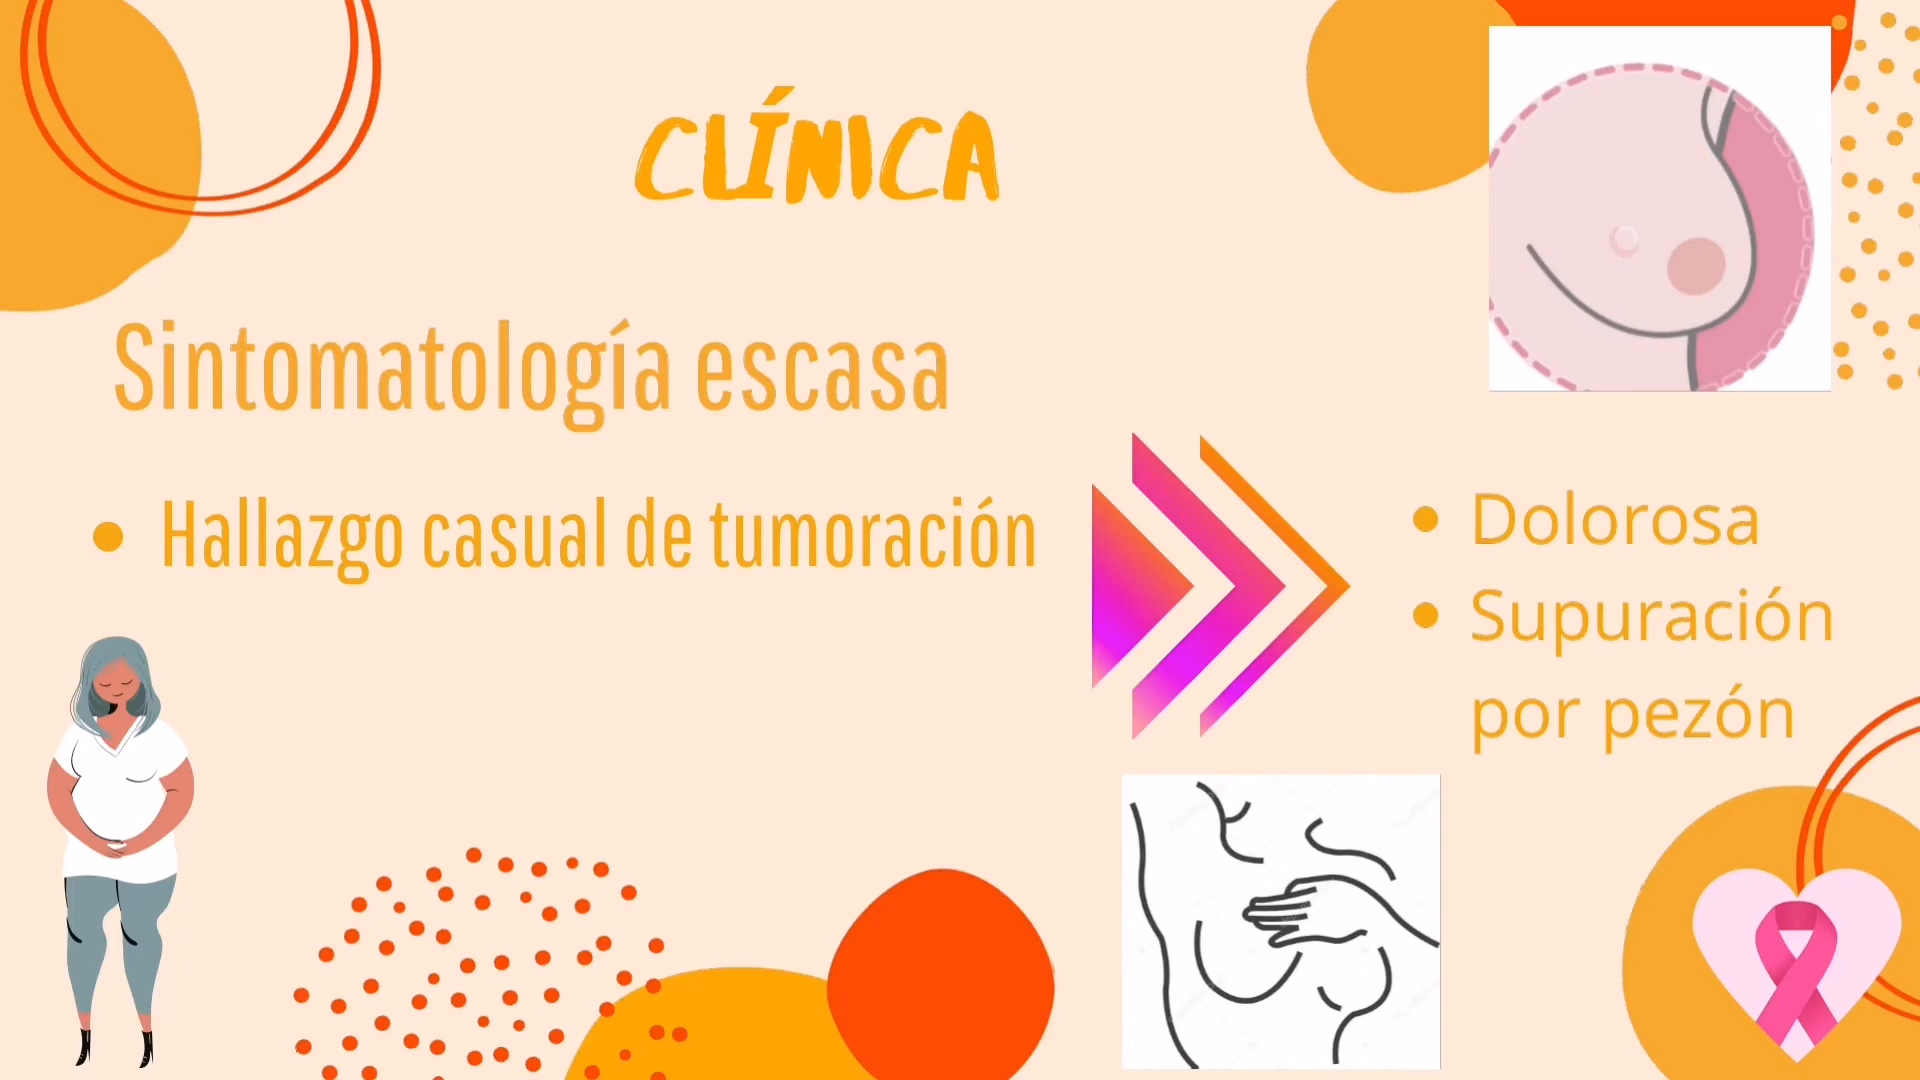 CLÍNICA
Sintomatología escasa
Hallazgo casual de tumoración
Dolorosa
Supuración
por pezón